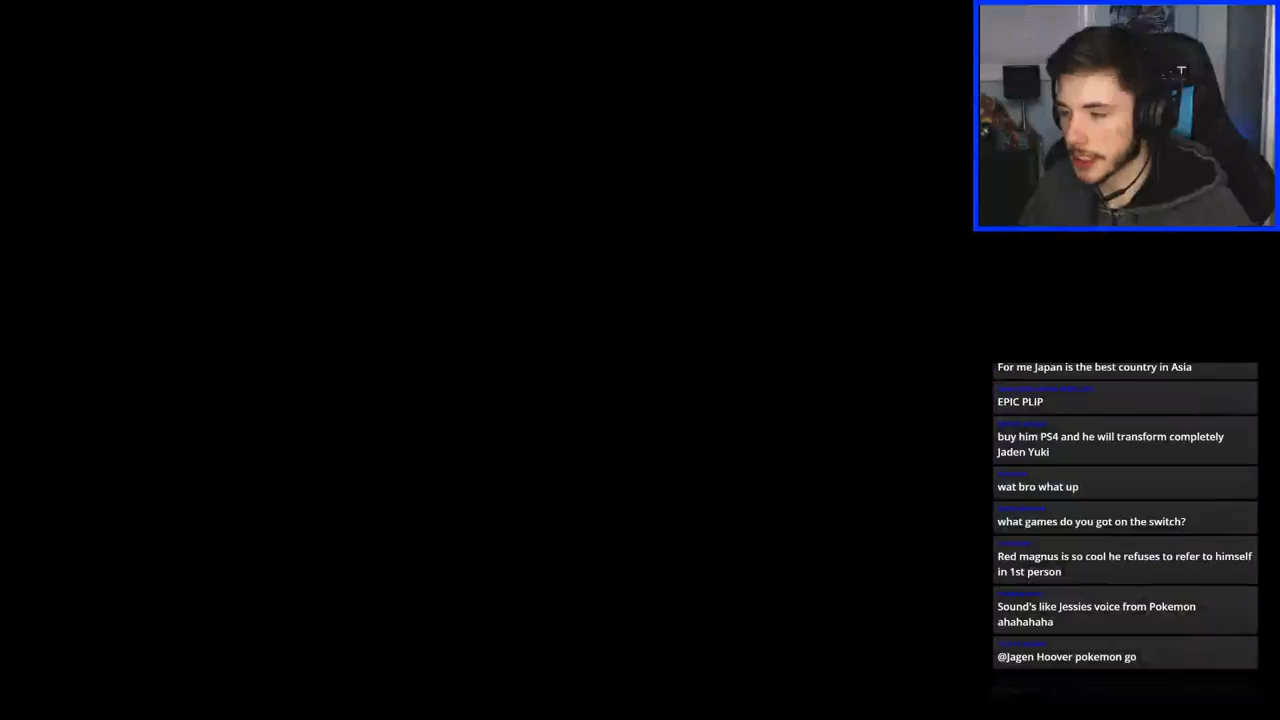 For me Japan is the best country in Asia
EPIC PLIP
buy him PS4 and he will transform completely
Jaden Yuki
wat bro what up
what games do you got on the switch?
Red magnus is so cool he refuses to refer to himself
in 1st person
Sound's like Jessies voice from Pokemon
ahahahaha
@Jagen Hoover pokemon go